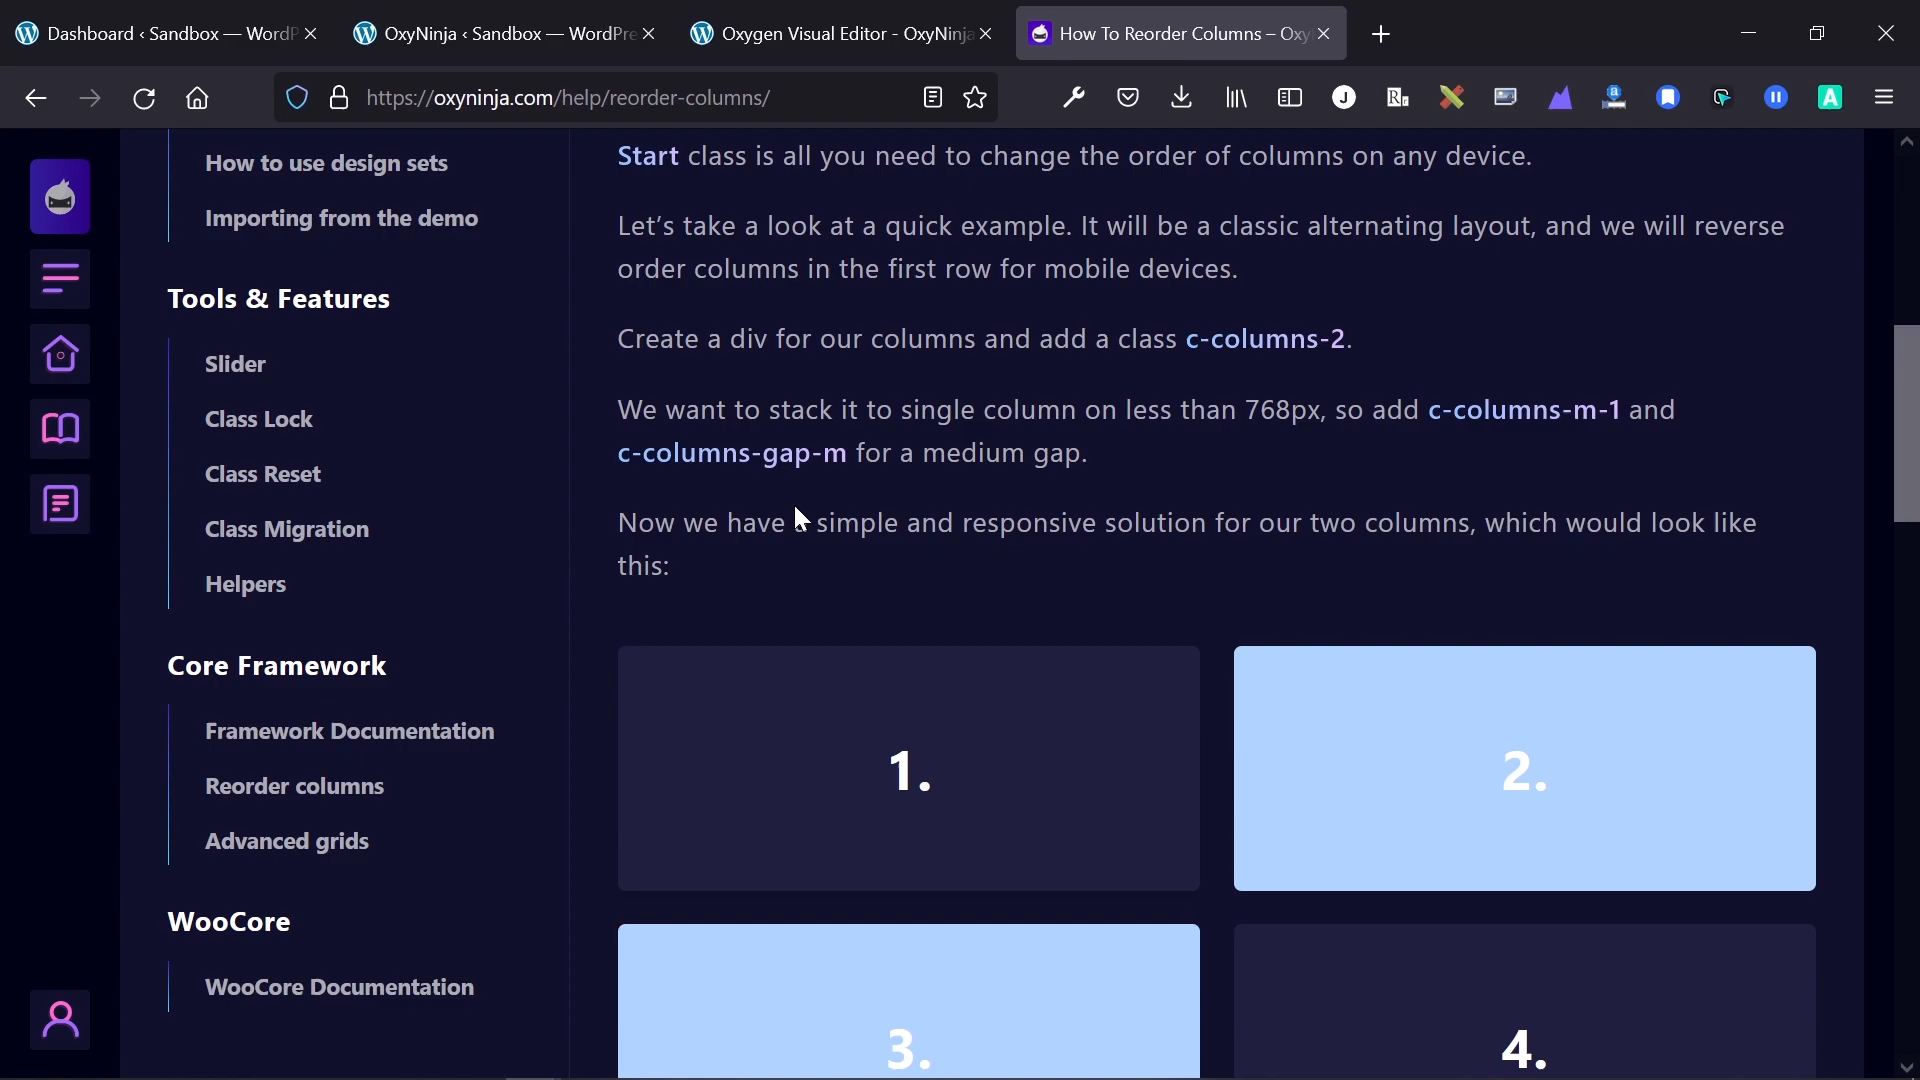 Dashboard ‹ Sandbox — WordP
OxyNinja ‹ Sandbox — WordPre
Oxygen Visual Editor - OxyNinja
How To Reorder Columns – Oxy
https://oxyninja.com/help/reorder-columns/
How to use design sets
Importing from the demo
Tools & Features
Slider
Class Lock
Class Reset
Class Migration
Helpers
Core Framework
Framework Documentation
Reorder columns
Advanced grids
WooCore
WooCore Documentation
Start class is all you need to change the order of columns on any device.
Let’s take a look at a quick example. It will be a classic alternating layout, and we will reverse
order columns in the first row for mobile devices.
Create a div for our columns and add a class c-columns-2.
We want to stack it to single column on less than 768px, so add c-columns-m-1 and
c-columns-gap-m for a medium gap.
Now we have simple and responsive solution for our two columns, which would look like
this:
1.
2.
3.
4.